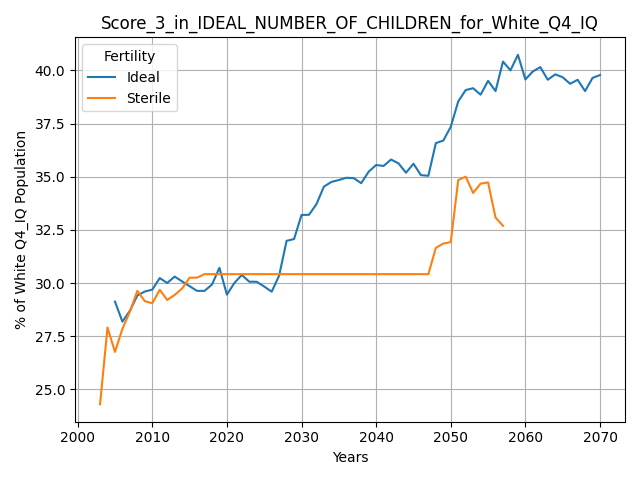 Score_3_in_IDEAL_NUMBER_OF_CHILDREN_for_White_Q4_IQ
Fertility
Ideal
Sterile
40.0
37.5
35.0
32.5
30.0
27.5
25.0
% of White Q4_IQ Population
2000
2010
2020
2030
2040
2050
2060
2070
Years